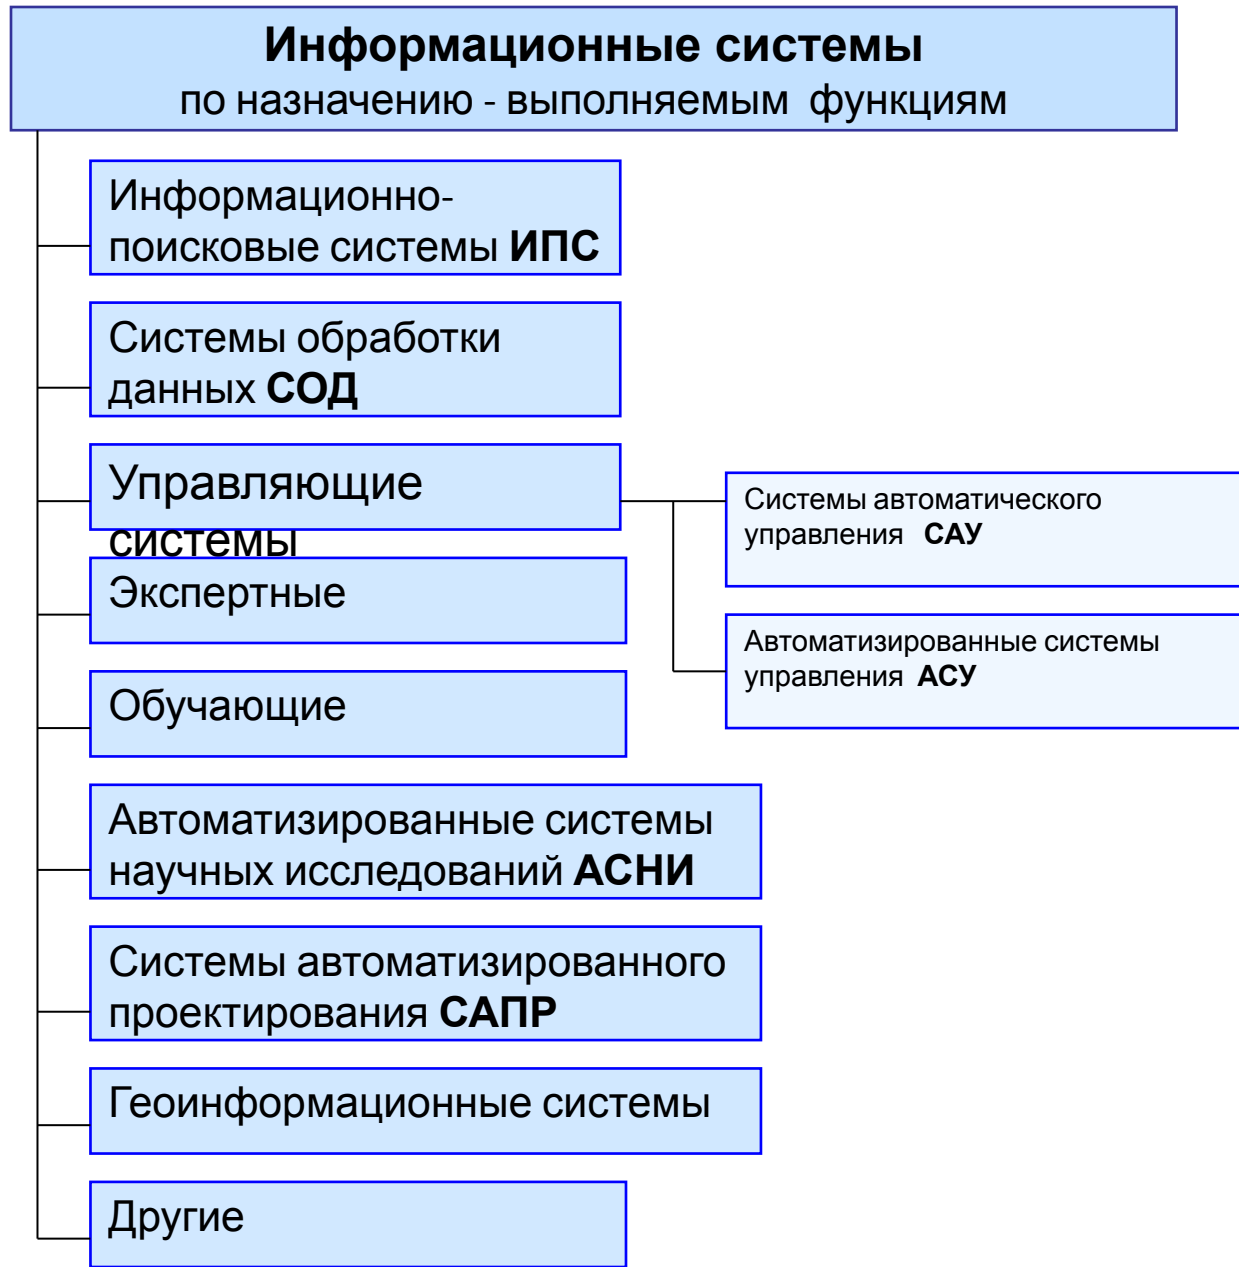 Информационные системы
по назначению - выполняемым функциям
Информационно-
поисковые системы ИПС
Системы обработки
данных СОД
Управляющие
системы
Системы автоматического
управления САУ
Экспертные
Автоматизированные системы
управления АСУ
Обучающие
Автоматизированные системы
научных исследований АСНИ
Системы автоматизированного
проектирования САПР
Геоинформационные системы
Другие